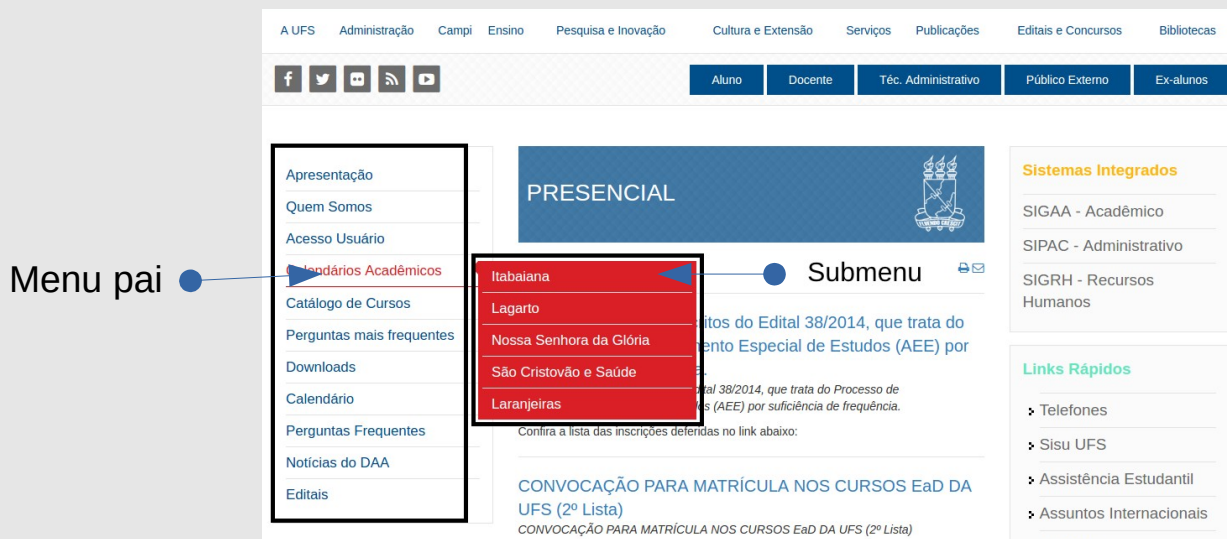 A UFS Administração Campi Ensino Pesquisa e Inovação Cultura e Extensão Serviços Publicações Editais e Concursos Bibliotecas
Aluno Docente Téc. Administrativo Público Externo Ex-alunos
Menu pai
Apresentação
Quem Somos
Acesso Usuário
Calendários Acadêmicos
Catálogo de Cursos
Perguntas mais frequentes
Downloads
Calendário
Perguntas Frequentes
Notícias do DAA
Editais
Itabaiana
Lagarto
Nossa Senhora da Glória
São Cristovão e Saúde
Laranjeiras
Submenu
PRESENCIAL
do Edital 38/2014, que trata do
Especial de Estudos (AEE) por
38/2014, que trata do Processo de
(AEE) por suficiência de frequência.
Confira a lista das inscrições deferidas no link abaixo:
CONVOCAÇÃO PARA MATRÍCULA NOS CURSOS EaD DA
UFS (2º Lista)
CONVOCAÇÃO PARA MATRÍCULA NOS CURSOS EaD DA UFS (2º Lista)
Sistemas Integrados
SIGAA - Acadêmico
SIPAC - Administrativo
SIGRH - Recursos
Humanos
Links Rápidos
Telefones
Sisu UFS
Assistência Estudantil
Assuntos Internacionais